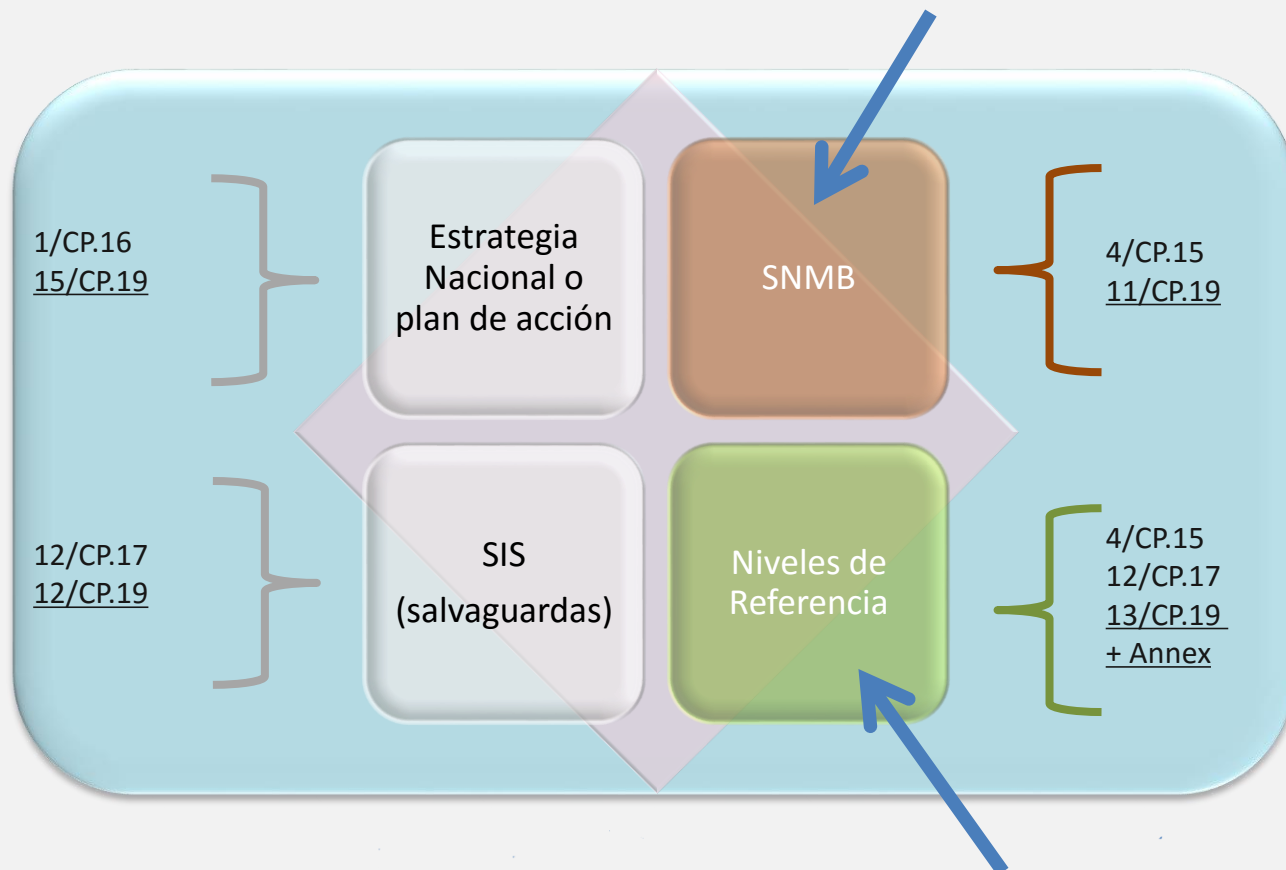 1/CP.16
15/CP.19
Estrategia
Nacional o
plan de acción
SNMB
4/CP.15
11/CP.19
12/CP.17
12/CP.19
SIS
(salvaguardas)
Niveles de
Referencia
4/CP.15
12/CP.17
13/CP.19
+ Annex